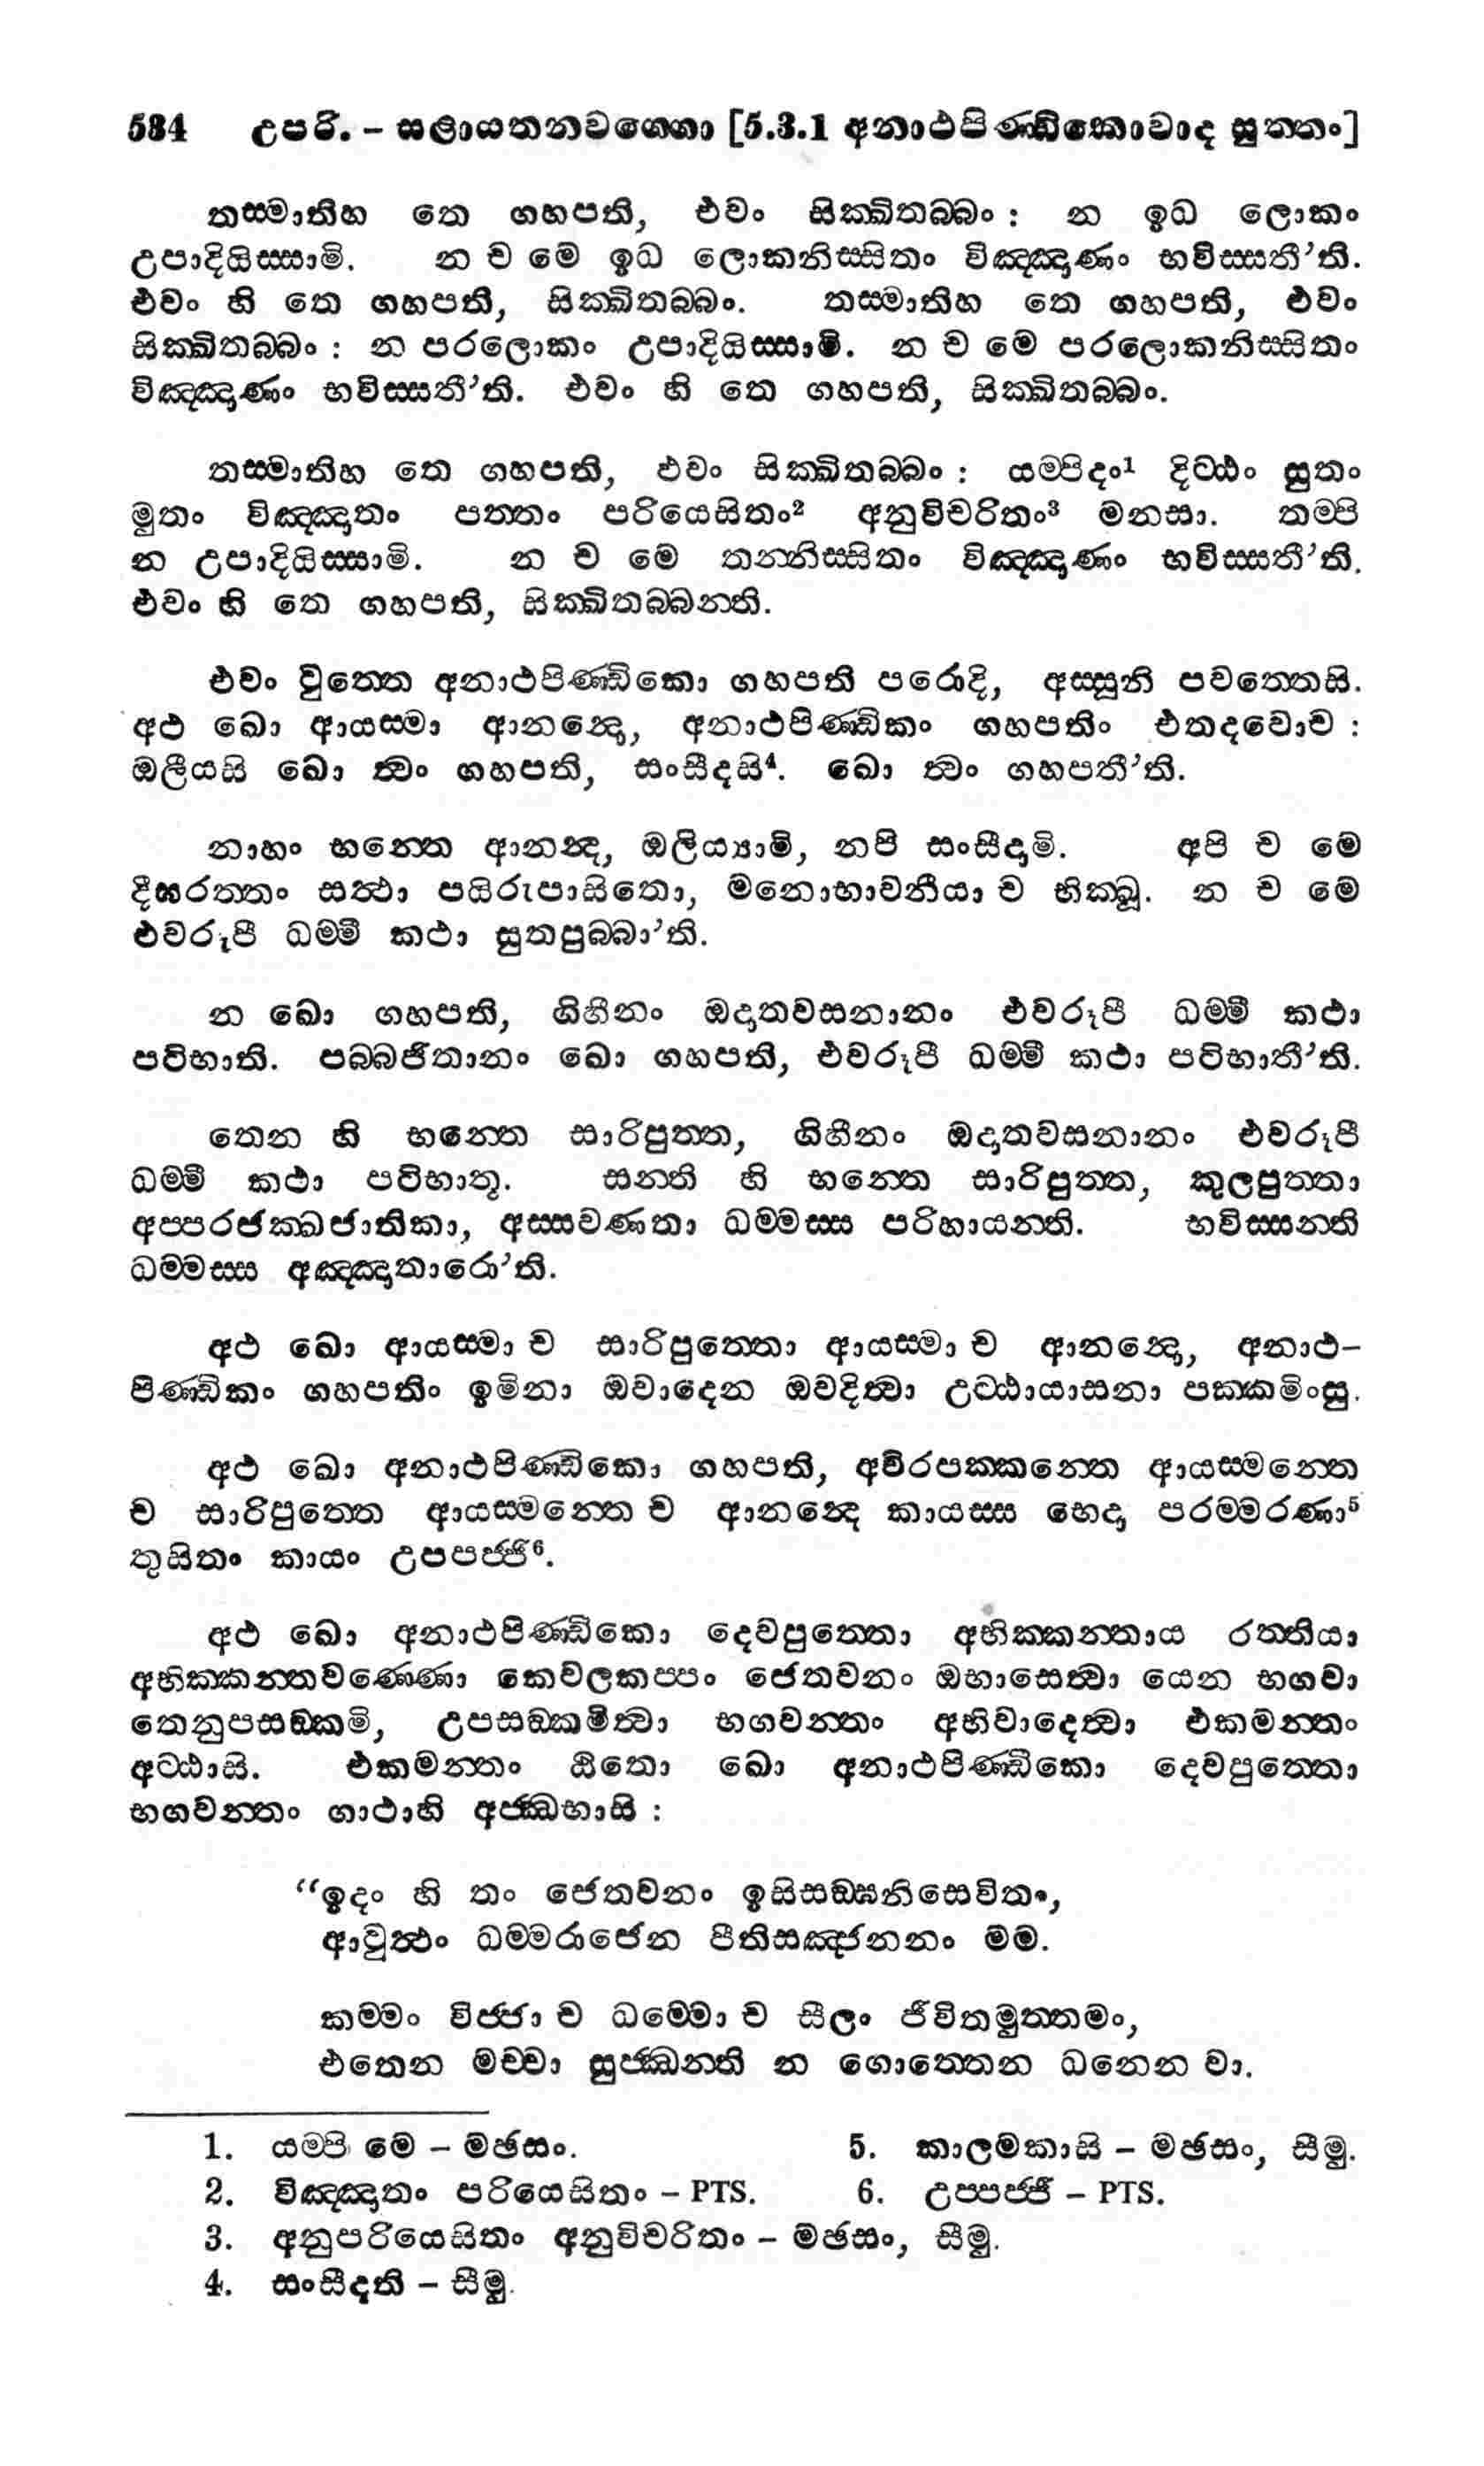 534 උපරි. – සළායතනවග්ගො [5.3.1 අනාථපිණ්ඩිකොවාද සුත්තං]
තස්මාතිහ තෙ ගහපති, එවං සික්ඛිතබ්බං : න ඉධ ලොකං
උපාදියිස්සාමි. න ච මෙ ඉධ ලොකනිස්සිතං විඤ්ඤාණං භවිස්සතී’ති.
එවං හි තෙ ගහපති, සික්ඛිතබ්බං. තස්මාතිහ තෙ ගහපති, එවං
සික්ඛිතබ්බං : න පරලොකං උපාදියිස්සාමි. න ච මෙ පරලොකනිස්සිතං
විඤ්ඤාණං භවිස්සතී’ති. එවං හි තෙ ගහපති, සික්ඛිතබ්බං.
තස්මාතිහ තෙ ගහපති, එවං සික්ඛිතබ්බං : යම්පිදං¹ දිට්ඨං සුතං
මුතං විඤ්ඤාතං පත්තං පරියෙසිතං² අනුවිචරිතං³ මනසා. තම්පි
න උපාදියිස්සාමි. න ච මෙ තන්නිස්සිතං විඤ්ඤාණං භවිස්සතී’ති.
එවං හි තෙ ගහපති, සික්ඛිතබ්බන්ති.
එවං වුත්තෙ අනාථපිණ්ඩිකො ගහපති පරොදි, අස්සූනි පවත්තෙසි.
අථ ඛො ආයස්මා ආනන්දො, අනාථපිණ්ඩිකං ගහපතිං එතදවොච :
ඔලීයසි ඛො ත්වං ගහපති, සංසීදසි⁴. ඛො ත්වං ගහපතී’ති.
නාහං භන්තෙ ආනන්ද, ඔලියාමි, නපි සංසීදාමි. අපි ච මෙ
දීඝරත්තං සත්ථා පයිරුපාසිතො, මනොභාවනීයා ච භික්ඛූ. න ච මෙ
එවරූපී ධම්මී කථා සුතපුබ්බා’ති.
න ඛො ගහපති, ගිහීනං ඔදාතවසනානං එවරූපී ධම්මී කථා
පටිභාති. පබ්බජිතානං ඛො ගහපති, එවරූපී ධම්මී කථා පටිභාතී’ති.
තෙන හි භන්තෙ සාරිපුත්ත, ගිහීනං ඔදාතවසනානං එවරූපී
ධම්මී කථා පටිභාතු. සන්ති හි භන්තෙ සාරිපුත්ත, කුලපුත්තා
අප්පරජක්ඛජාතිකා, අස්සවණතා ධම්මස්ස පරිහායන්ති. භවිස්සන්ති
ධම්මස්ස අඤ්ඤාතාරො’ති.
අථ ඛො ආයස්මා ච සාරිපුත්තො ආයස්මා ච ආනන්දො, අනාථ–
පිණ්ඩිකං ගහපතිං ඉමිනා ඔවාදෙන ඔවදිත්වා උට්ඨායාසනා පක්කමිංසු.
අථ ඛො අනාථපිණ්ඩිකො ගහපති, අචිරපක්කන්තෙ ආයස්මන්තෙ
ච සාරිපුත්තෙ ආයස්මන්තෙ ච ආනන්දෙ කායස්ස භෙදා පරම්මරණා⁵
තුසිතං කායං උපපජ්ජි⁶.
අථ ඛො අනාථපිණ්ඩිකො දෙවපුත්තො අභික්කන්තාය රත්තියා
අභික්කන්තවණ්ණො කෙවලකප්පං ජෙතවනං ඔභාසෙත්වා යෙන භගවා
තෙනුපසඞ්කමි, උපසඞ්කමිත්වා භගවන්තං අභිවාදෙත්වා එකමන්තං
අට්ඨාසි. එකමන්තං ඨිතො ඛො අනාථපිණ්ඩිකො දෙවපුත්තො
භගවන්තං ගාථාහි අජ්ඣභාසි :
“ඉදං හි තං ජෙතවනං ඉසිසඞ්ඝනිසෙවිතං,
ආවුත්ථං ධම්මරාජෙන පීතිසඤ්ජනනං මම.
කම්මං විජ්ජා ච ධම්මො ච සීලං ජීවිතමුත්තමං,
එතෙන මච්චා සුජ්ඣන්ති න ගොත්තෙන ධනෙන වා.
1. යම්පි මෙ – මඡසං.
2. විඤ්ඤාතං පරියෙසිතං – PTS.
3. අනුපරියෙසිතං අනුවිචරිතං – මඡසං, සීමු.
4. සංසීදති – සීමු.
5. කාලමකාසි – මඡසං, සීමු.
6. උප්පජ්ජී – PTS.